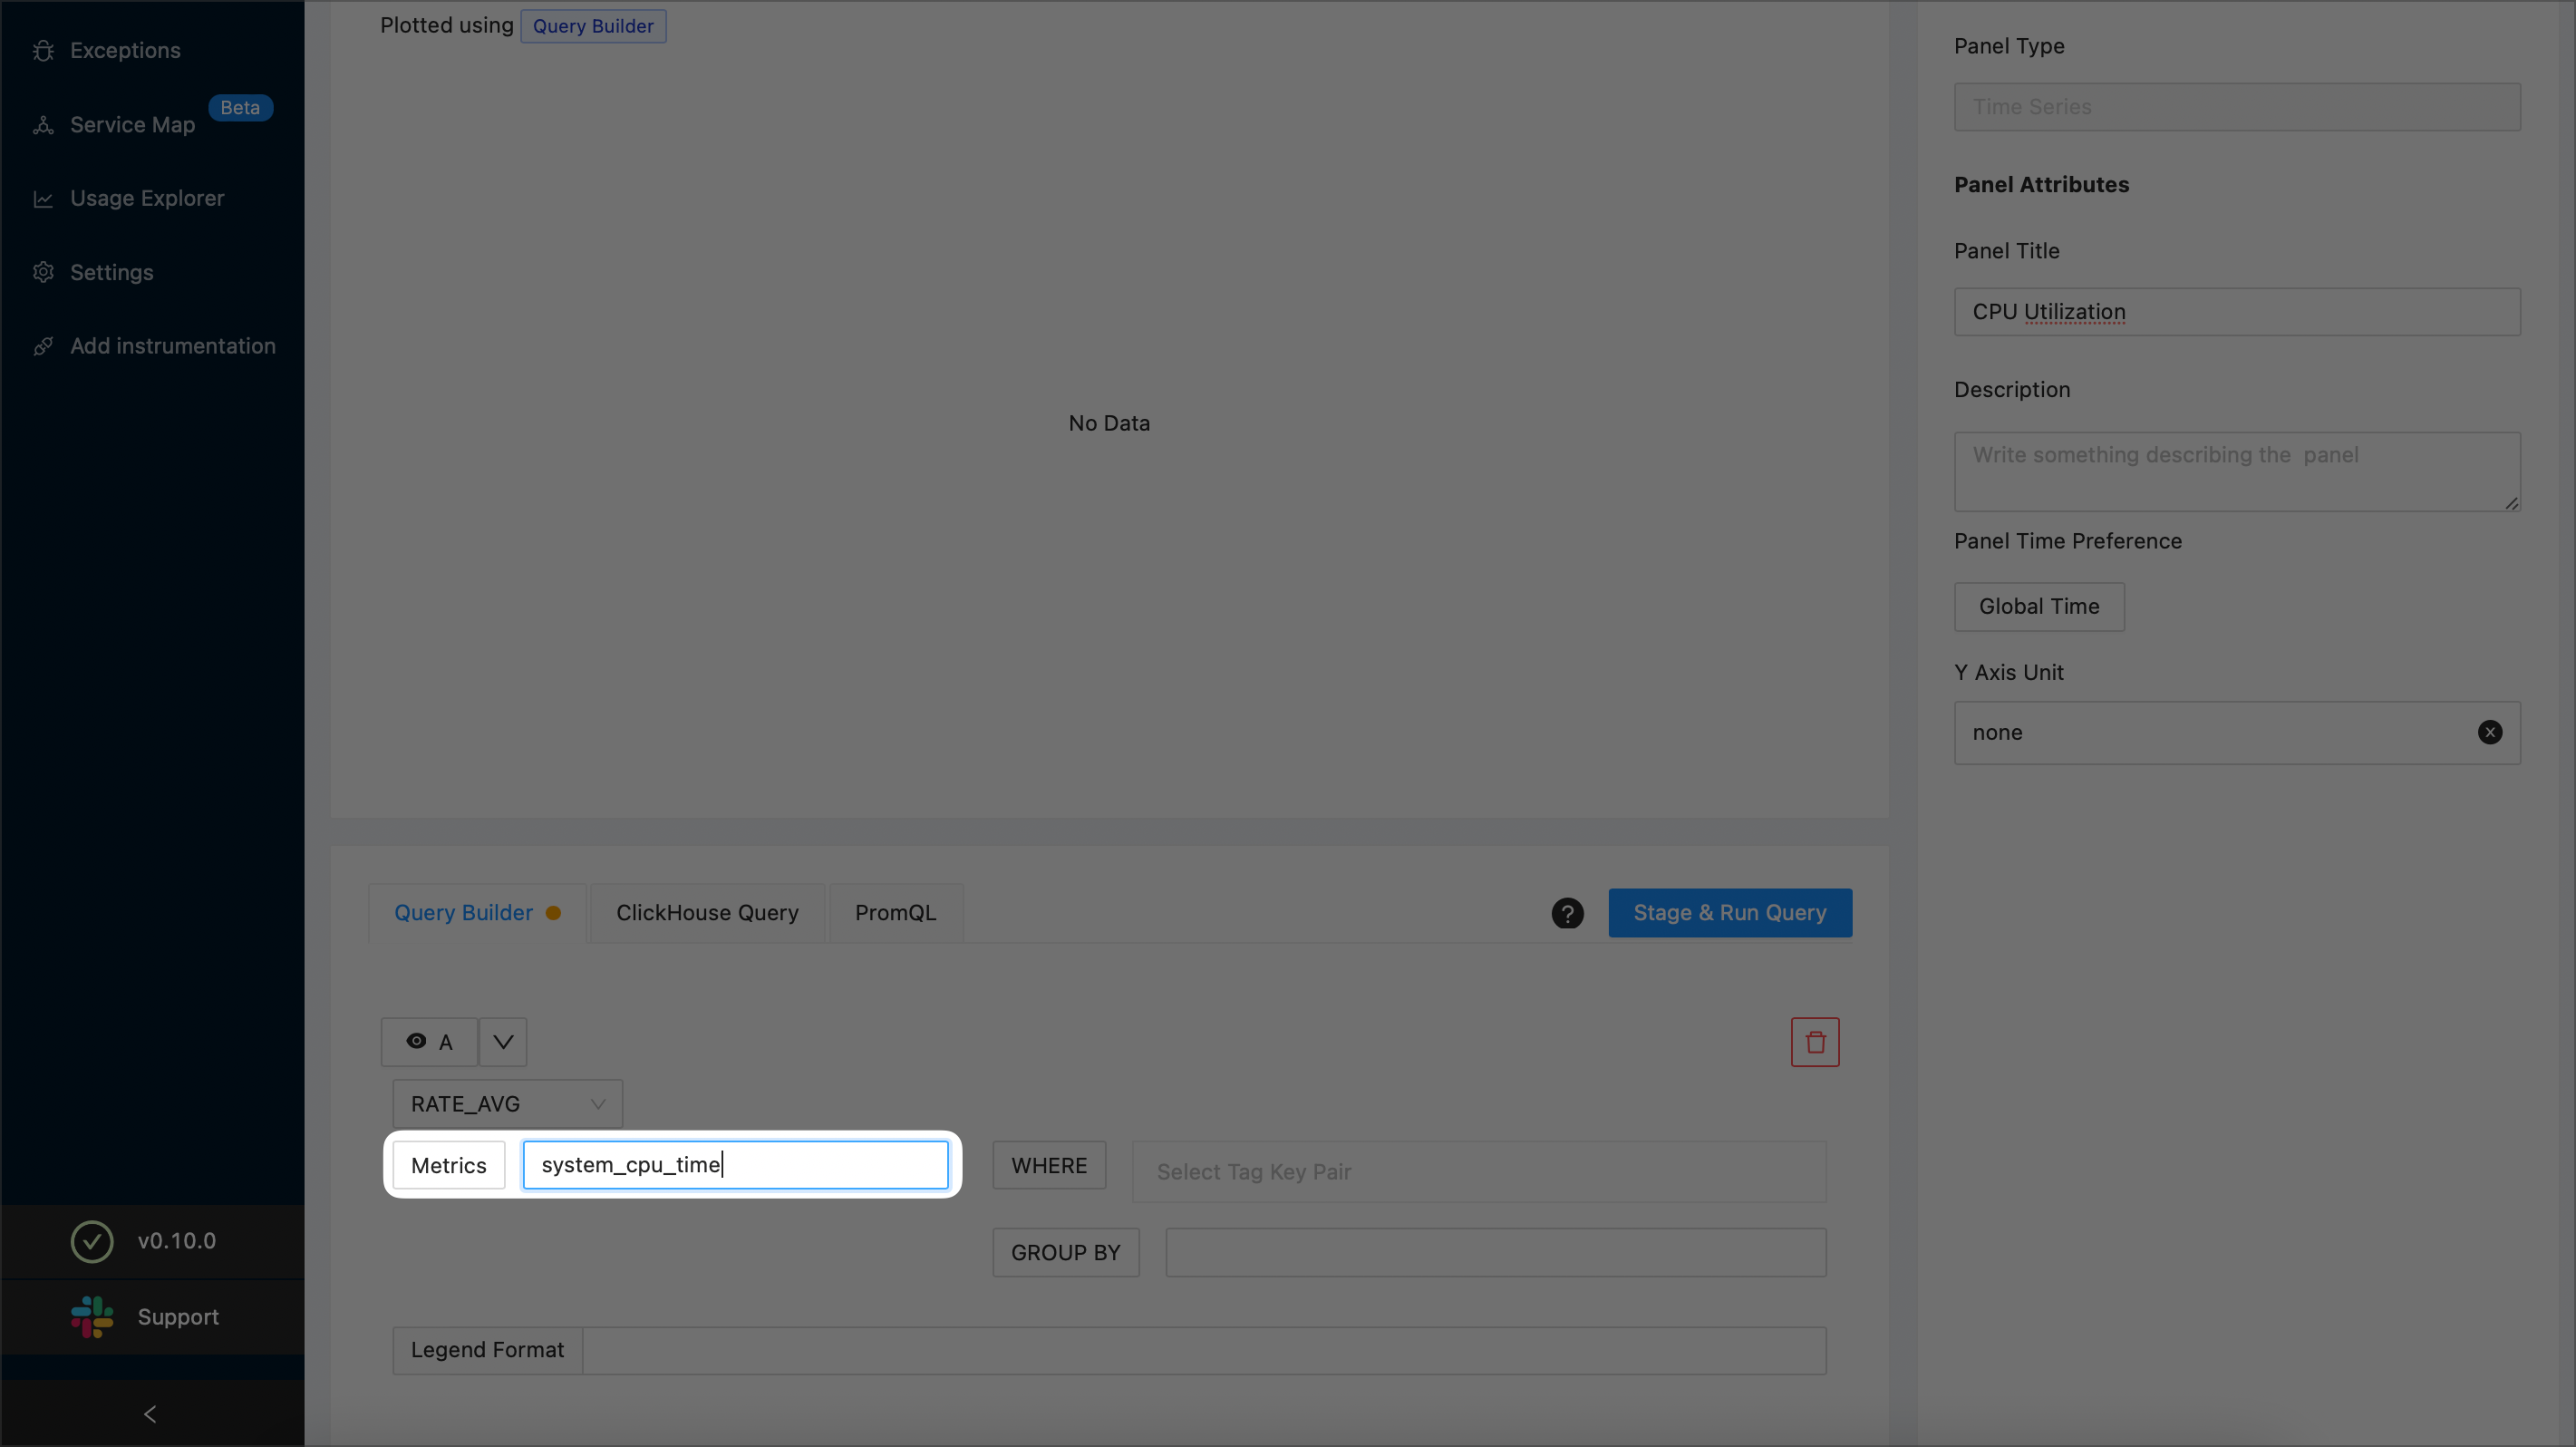 Exceptions
Service Map
Beta
Usage Explorer
Settings
Add instrumentation
v0.10.0
Support
Plotted using Query Builder
No Data
Query Builder
ClickHouse Query
PromQL
Stage & Run Query
A
RATE_AVG
Metrics
system_cpu_time
WHERE
Select Tag Key Pair
GROUP BY
Legend Format
Panel Type
Time Series
Panel Attributes
Panel Title
CPU Utilization
Description
Write something describing the panel
Panel Time Preference
Global Time
Y Axis Unit
none